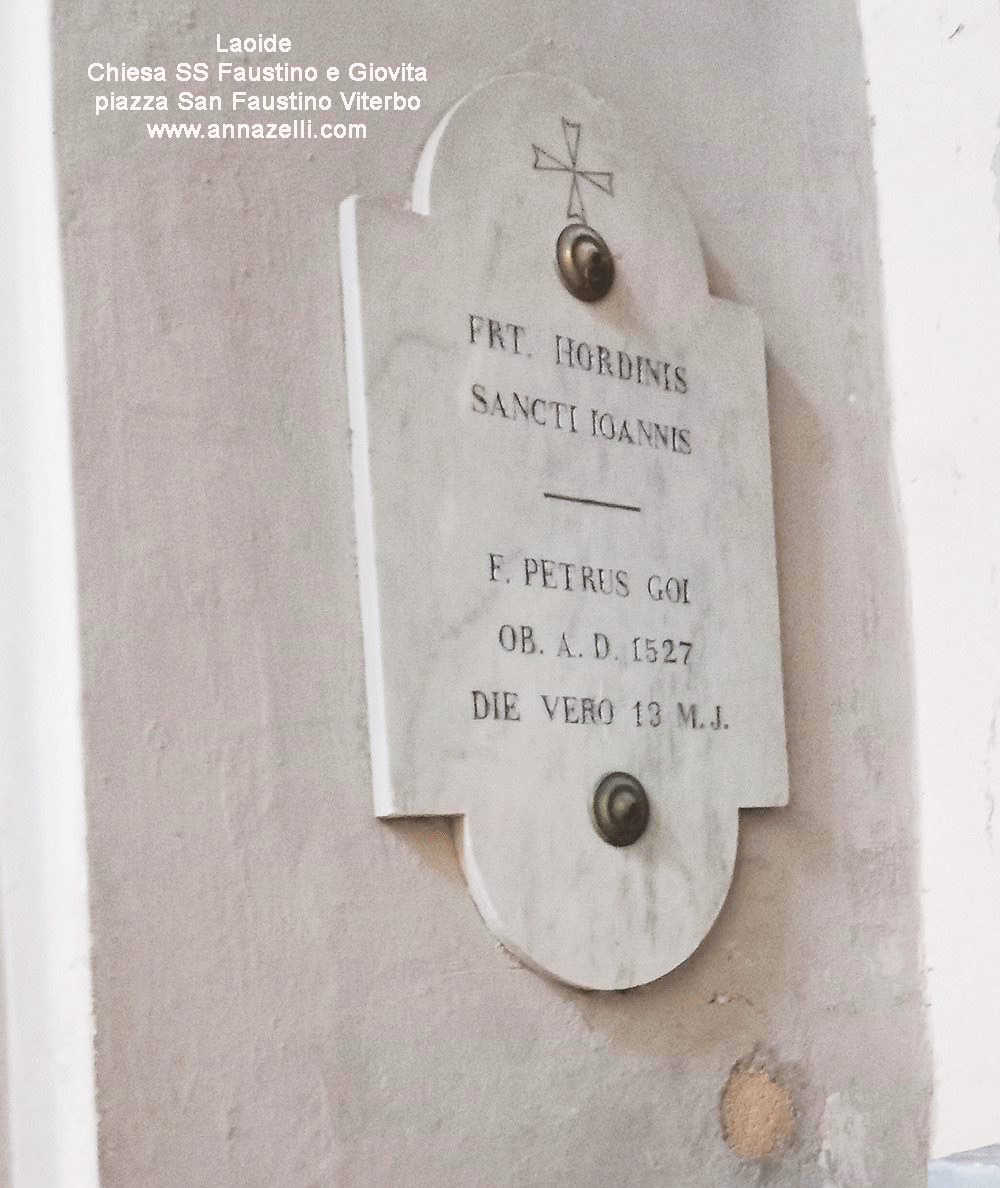 Laoide
Chiesa SS Faustino e Giovita
piazza San Faustino Viterbo
www.annazelli.com
FRT. HORDINIS
SANCTI IOANNIS
F. PETRUS GOI
OB. A. D. 1527
DIE VERO 13 M. J.